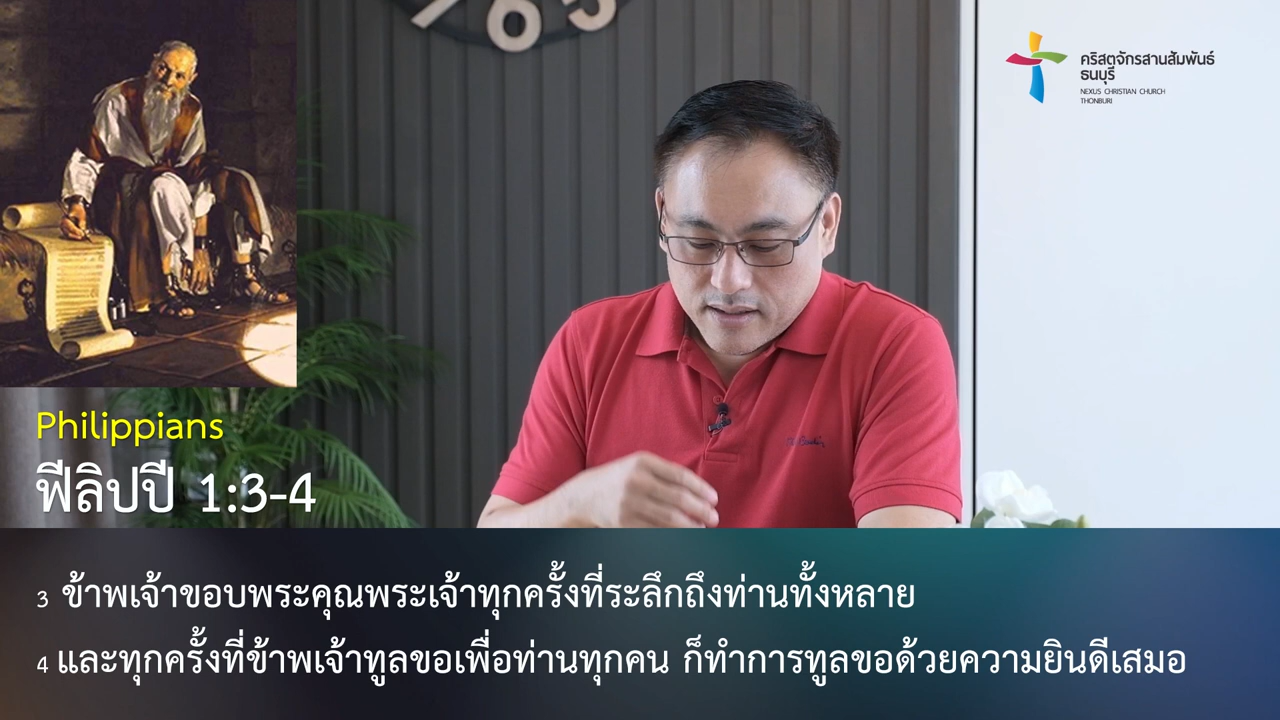 765
คริสตจักรสานสัมพันธ์
ธนบุรี
NEXUS CHRISTIAN CHURCH
THONBURI
Philippians
ฟีลิปปี 1:3-4
3 ข้าพเจ้าขอบพระคุณพระเจ้าทุกครั้งที่ระลึกถึงท่านทั้งหลาย
4 และทุกครั้งที่ข้าพเจ้าทูลขอเพื่อท่านทุกคน ก็ทำการทูลขอด้วยความยินดีเสมอ